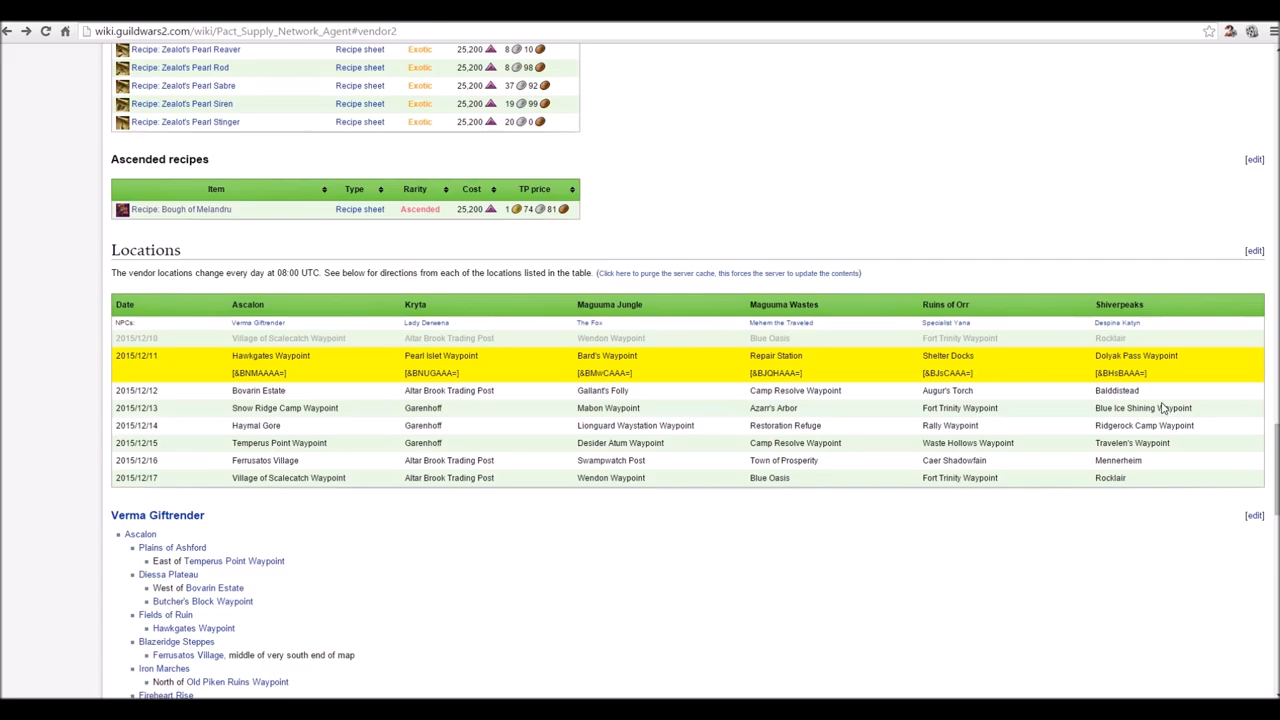 wiki.guildwars2.com/wiki/Pact_Supply_Network_Agent#vendor2
Recipe: Zealot's Pearl Reaver Recipe sheet Exotic 25,200 8 10
Recipe: Zealot's Pearl Rod Recipe sheet Exotic 25,200 8 98
Recipe: Zealot's Pearl Sabre Recipe sheet Exotic 25,200 37 92
Recipe: Zealot's Pearl Siren Recipe sheet Exotic 25,200 19 99
Recipe: Zealot's Pearl Stinger Recipe sheet Exotic 25,200 20 0
Ascended recipes [edit]
Item Type Rarity Cost TP price
Recipe: Bough of Melandru Recipe sheet Ascended 25,200 1 74 81
Locations [edit]
The vendor locations change every day at 08:00 UTC. See below for directions from each of the locations listed in the table. (Click here to purge the server cache, this forces the server to update the contents)
Date Ascalon Kryta Maguuma Jungle Maguuma Wastes Ruins of Orr Shiverpeaks
NPCs: Verma Giftrender Lady Derwena The Fox Mehem the Traveled Specialist Yana Despina Katyn
2015/12/10 Village of Scalecatch Waypoint Altar Brook Trading Post Wendon Waypoint Blue Oasis Fort Trinity Waypoint Rocklair
2015/12/11 Hawkgates Waypoint Pearl Islet Waypoint Bard's Waypoint Repair Station Shelter Docks Dolyak Pass Waypoint
[&BNMAAAA=] [&BNUGAAA=] [&BMwCAAA=] [&BJQHAAA=] [&BJsCAAA=] [&BHsBAAA=]
2015/12/12 Bovarin Estate Altar Brook Trading Post Gallant's Folly Camp Resolve Waypoint Augur's Torch Balddistead
2015/12/13 Snow Ridge Camp Waypoint Garenhoff Mabon Waypoint Azarr's Arbor Fort Trinity Waypoint Blue Ice Shining Waypoint
2015/12/14 Haymal Gore Garenhoff Lionguard Waystation Waypoint Restoration Refuge Rally Waypoint Ridgerock Camp Waypoint
2015/12/15 Temperus Point Waypoint Garenhoff Desider Atum Waypoint Camp Resolve Waypoint Waste Hollows Waypoint Travelen's Waypoint
2015/12/16 Ferrusatos Village Altar Brook Trading Post Swampwatch Post Town of Prosperity Caer Shadowfain Mennerheim
2015/12/17 Village of Scalecatch Waypoint Altar Brook Trading Post Wendon Waypoint Blue Oasis Fort Trinity Waypoint Rocklair
Verma Giftrender [edit]
Ascalon
Plains of Ashford
East of Temperus Point Waypoint
Diessa Plateau
West of Bovarin Estate
Butcher's Block Waypoint
Fields of Ruin
Hawkgates Waypoint
Blazeridge Steppes
Ferrusatos Village, middle of very south end of map
Iron Marches
North of Old Piken Ruins Waypoint
Fireheart Rise